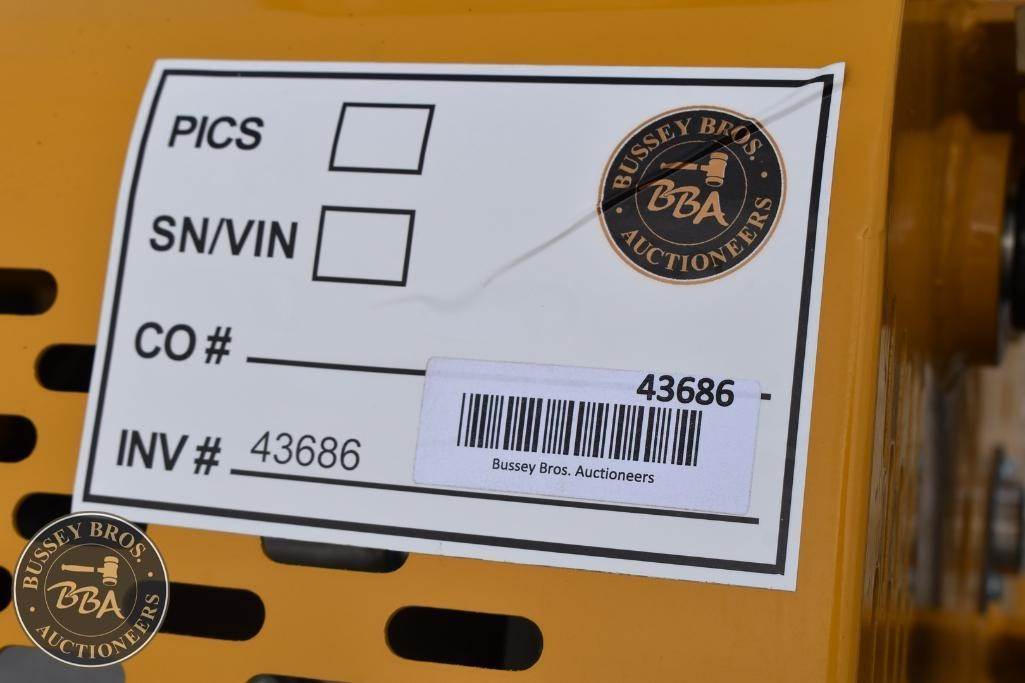 PICS
SN/VIN
CO #
INV # 43686
BUSSEY BROS.
BBA
AUCTIONEERS
43686
Bussey Bros. Auctioneers
BUSSEY BROS.
BBA
AUCTIONEERS